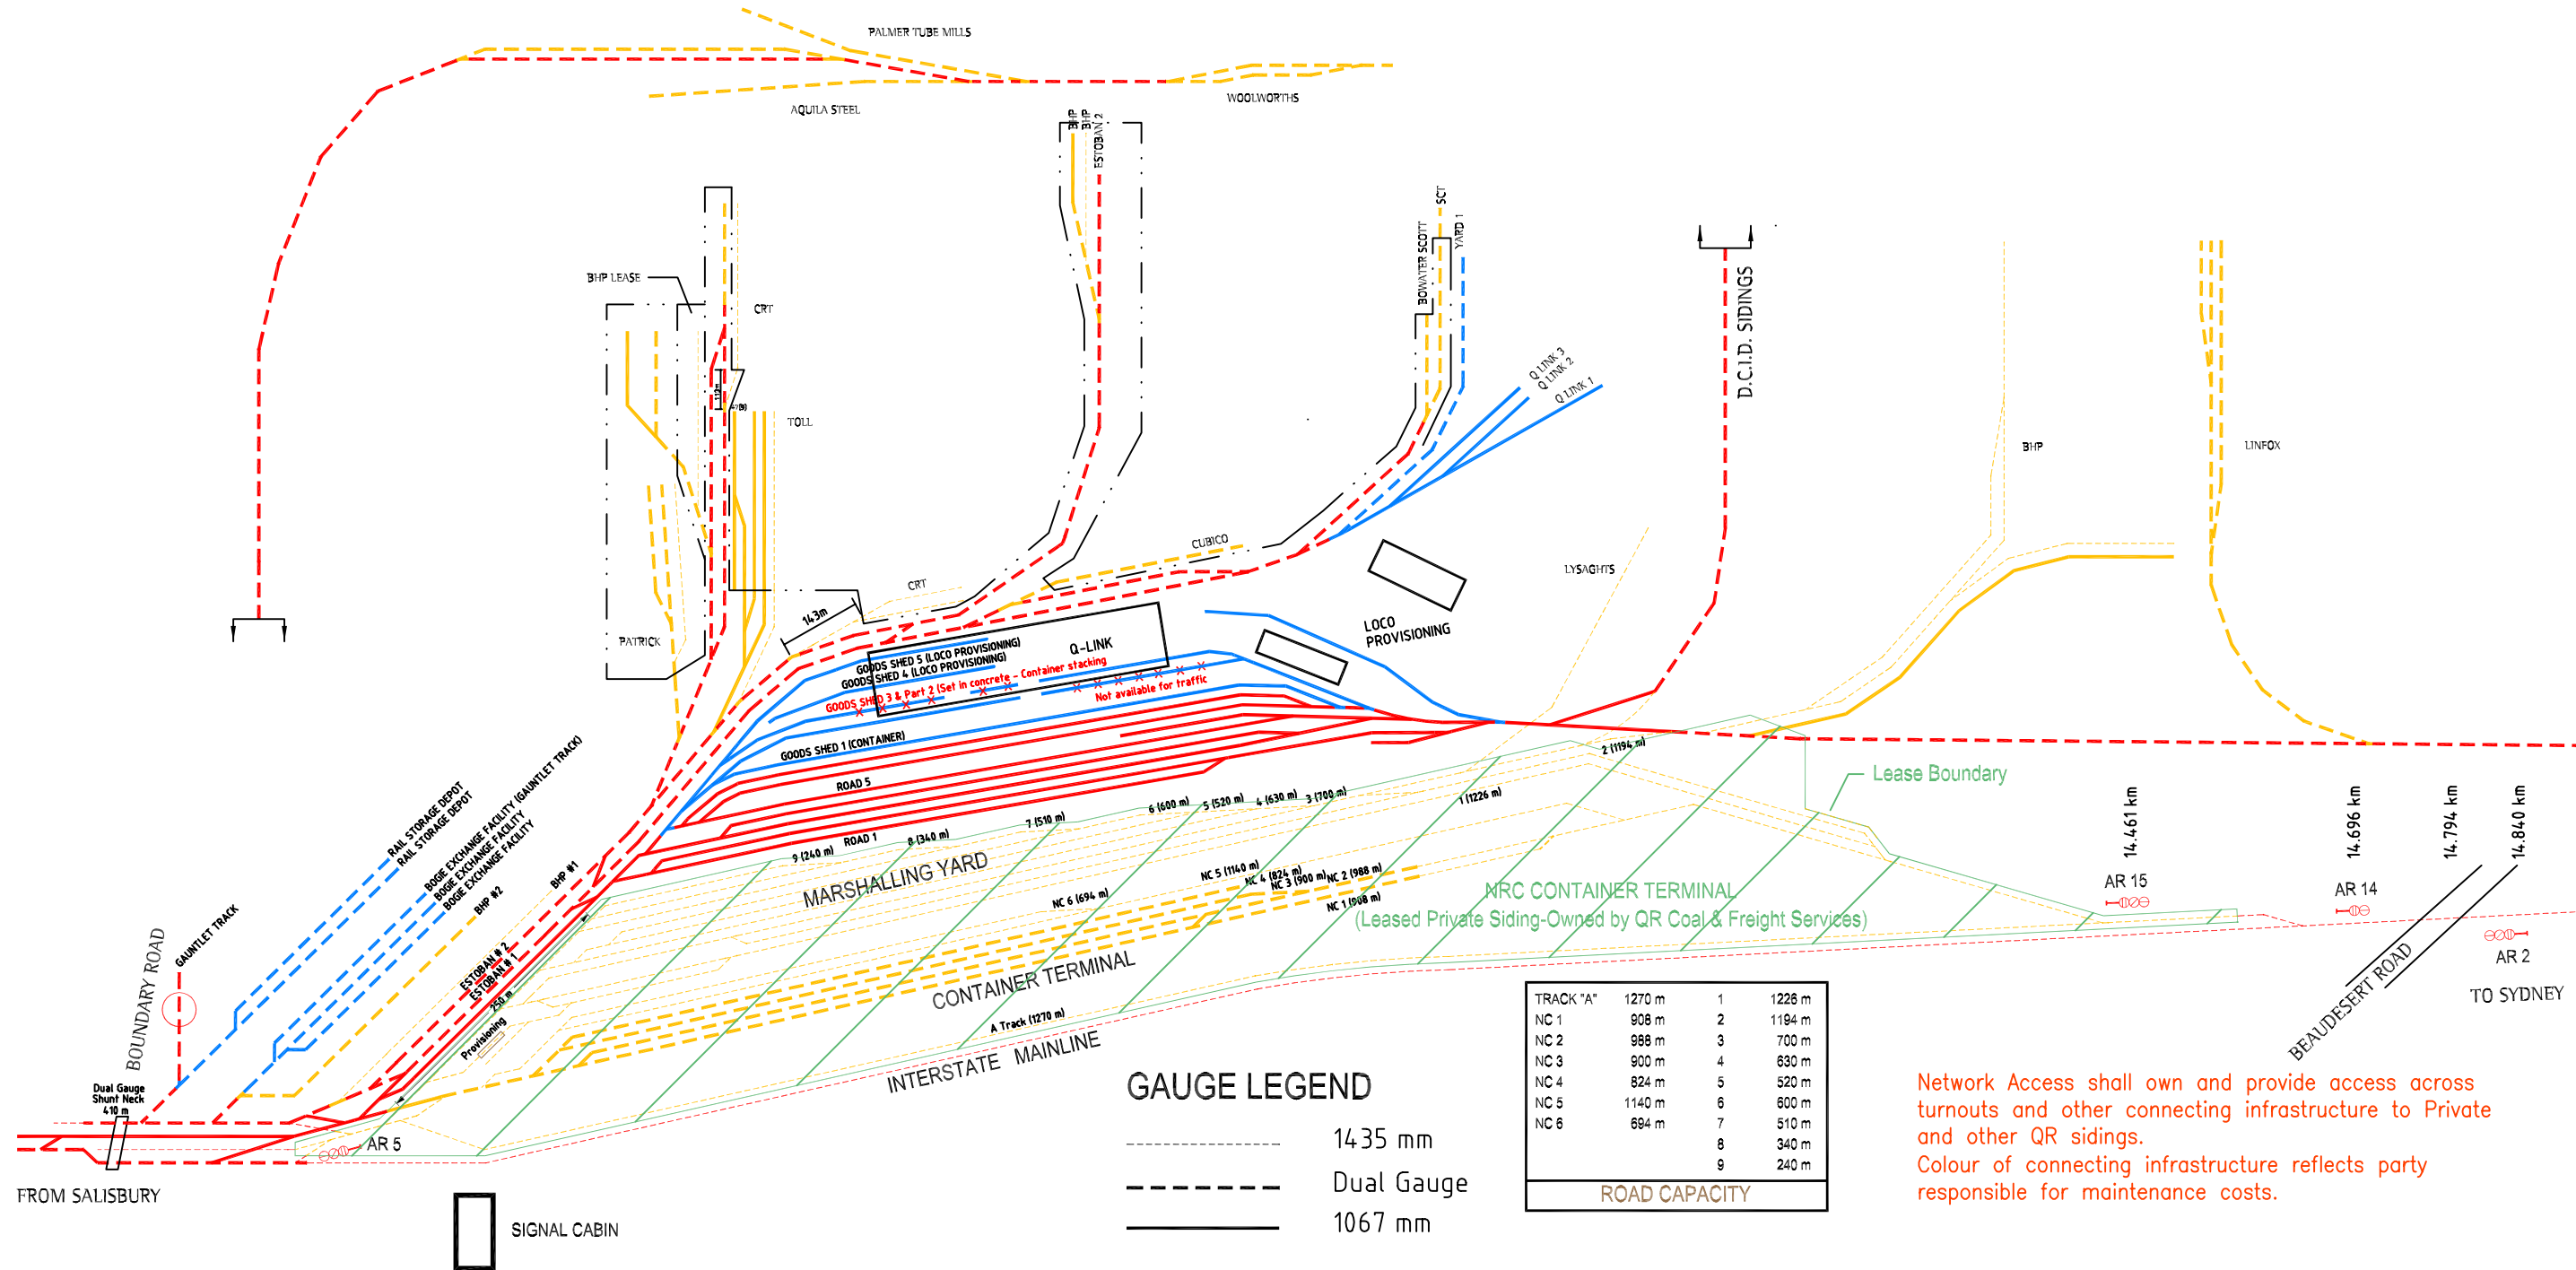 PALMER TUBE MILLS
AQUILA STEEL
WOOLWORTHS
BHP
BHP
ESTOBAN 2
BHP LEASE
CRT
TOLL
112m
PATRICK
143m
CRT
CUBICO
BOWATER SCOTT
SCT
YARD 1
Q LINK 3
Q LINK 2
Q LINK 1
D.C.I.D. SIDINGS
BHP
LINFOX
LYSAGHTS
LOCO
PROVISIONING
Q-LINK
GOODS SHED 5 (LOCO PROVISIONING)
GOODS SHED 4 (LOCO PROVISIONING)
GOODS SHED 3 & Part 2 (Set in concrete - Container stacking
Not available for traffic
GOODS SHED 1 (CONTAINER)
ROAD 5
ROAD 1
RAIL STORAGE DEPOT
RAIL STORAGE DEPOT
BOGIE EXCHANGE FACILITY (GAUNTLET TRACK)
BOGIE EXCHANGE FACILITY
BOGIE EXCHANGE FACILITY
BHP #2
BHP #1
ESTOBAN # 2
ESTOBAN # 1
250 m
Provisioning
GAUNTLET TRACK
BOUNDARY ROAD
Dual Gauge
Shunt Neck
410 m
FROM SALISBURY
AR 5
SIGNAL CABIN
9 (240 m)
8 (340 m)
7 (510 m)
6 (600 m)
5 (520 m)
4 (630 m)
3 (700 m)
2 (1194 m)
1 (1226 m)
MARSHALLING YARD
NC 6 (694 m)
NC 5 (1140 m)
NC 4 (824 m)
NC 3 (900 m)
NC 2 (988 m)
NC 1 (908 m)
CONTAINER TERMINAL
A Track (1270 m)
INTERSTATE MAINLINE
Lease Boundary
NRC CONTAINER TERMINAL
(Leased Private Siding-Owned by QR Coal & Freight Services)
14.461 km
14.696 km
14.794 km
14.840 km
AR 15
AR 14
AR 2
BEAUDESERT ROAD
TO SYDNEY
GAUGE LEGEND
1435 mm
Dual Gauge
1067 mm
TRACK "A" 1270 m 1 1226 m
NC 1 908 m 2 1194 m
NC 2 988 m 3 700 m
NC 3 900 m 4 630 m
NC 4 824 m 5 520 m
NC 5 1140 m 6 600 m
NC 6 694 m 7 510 m
8 340 m
9 240 m
ROAD CAPACITY
Network Access shall own and provide access across
turnouts and other connecting infrastructure to Private
and other QR sidings.
Colour of connecting infrastructure reflects party
responsible for maintenance costs.